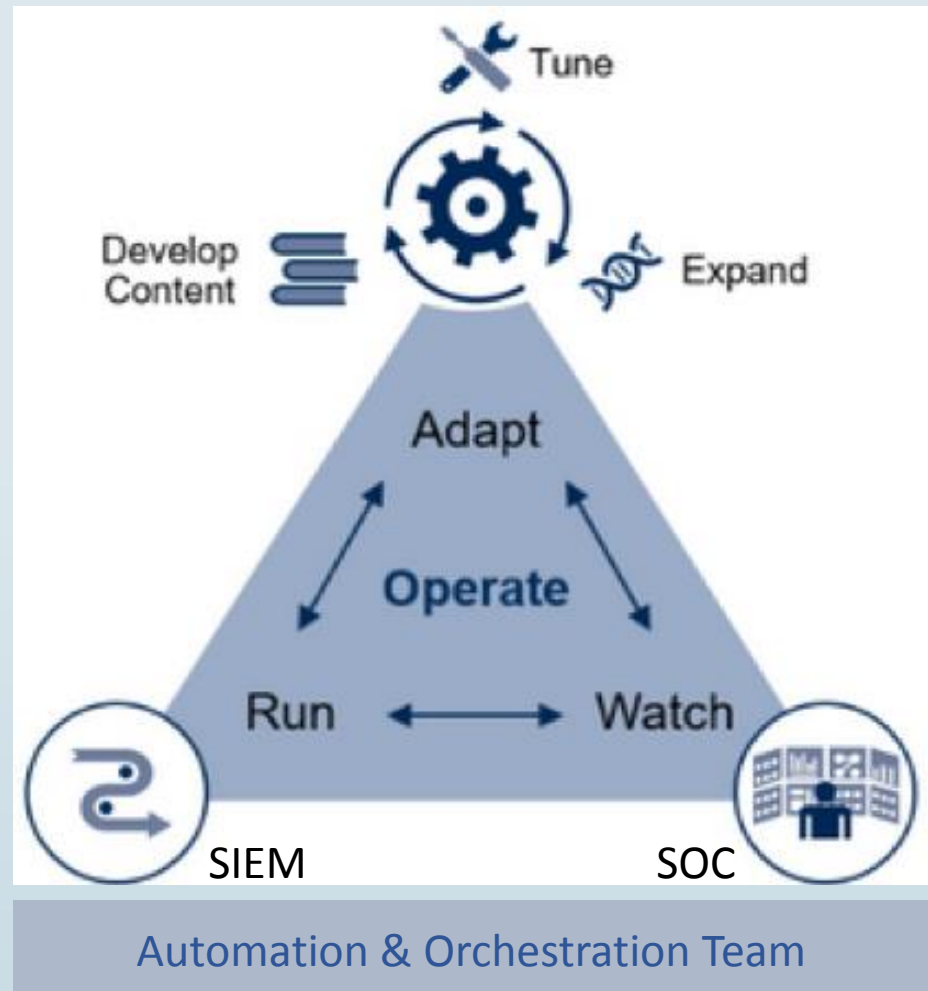 Tune
Develop
Content
Expand
Adapt
Operate
Run
Watch
SIEM
SOC
Automation & Orchestration Team